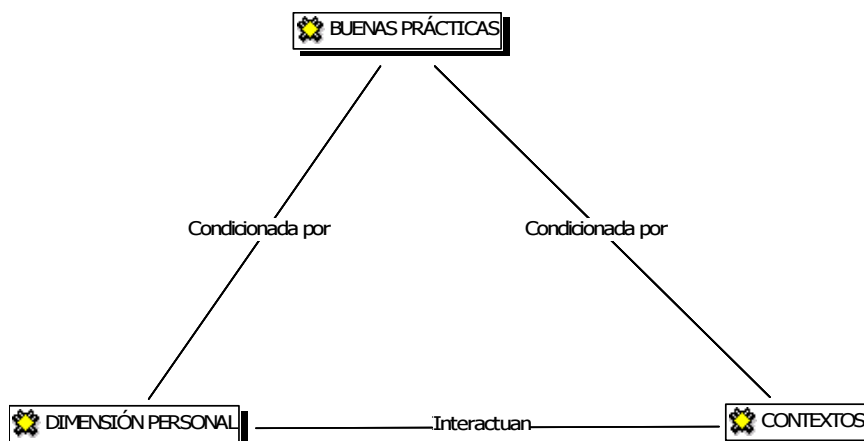 BUENAS PRÁCTICAS
Condicionada por
Condicionada por
DIMENSIÓN PERSONAL
Interactuan
CONTEXTOS